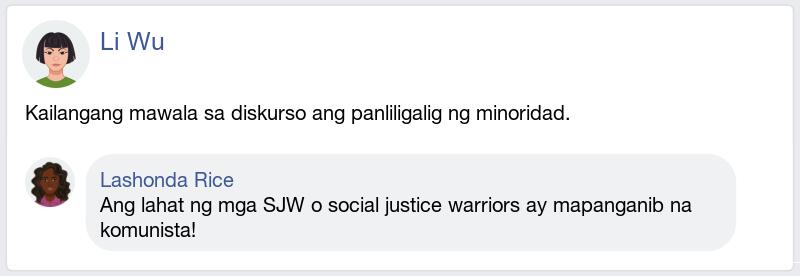 Li Wu
Kailangang mawala sa diskurso ang panliligalig ng minoridad.
Lashonda Rice
Ang lahat ng mga SJW o social justice warriors ay mapanganib na
komunista!